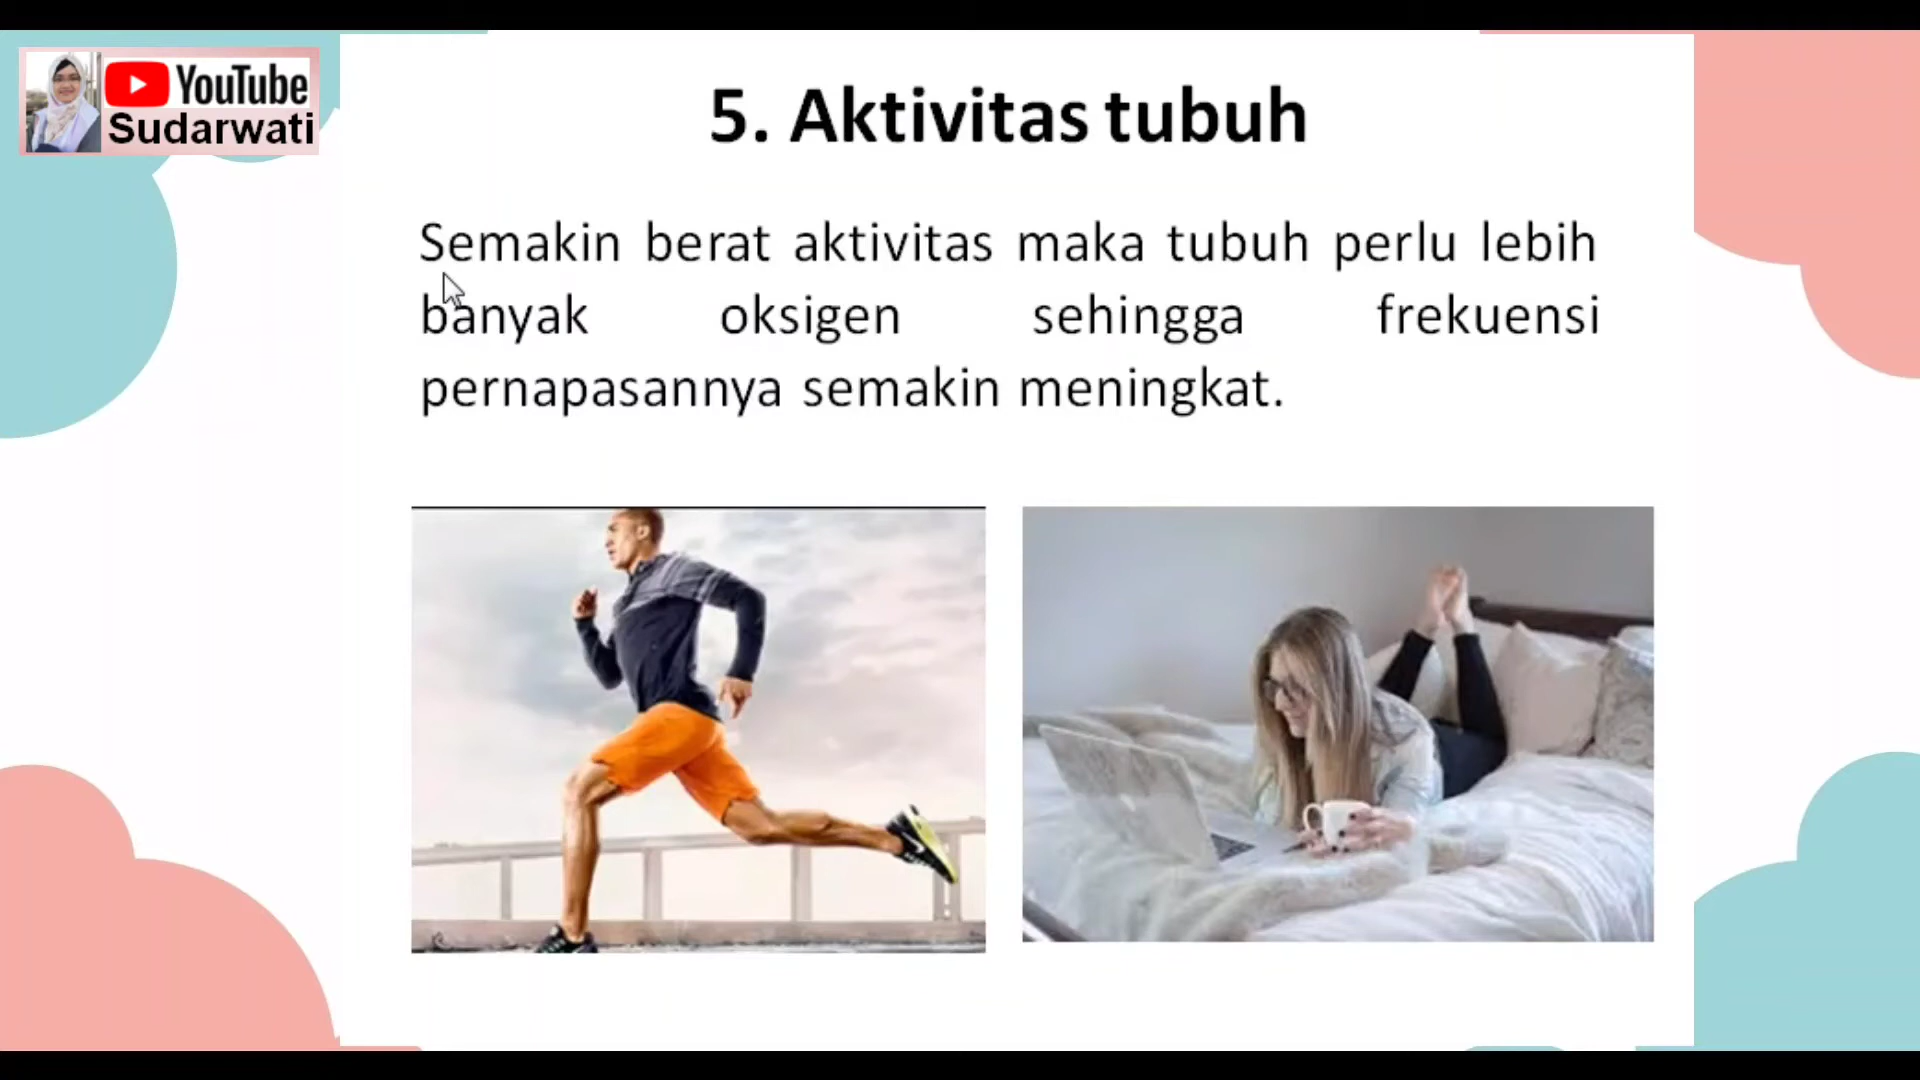 YouTube
Sudarwati
5. Aktivitas tubuh
Semakin berat aktivitas maka tubuh perlu lebih
banyak oksigen sehingga frekuensi
pernapasannya semakin meningkat.